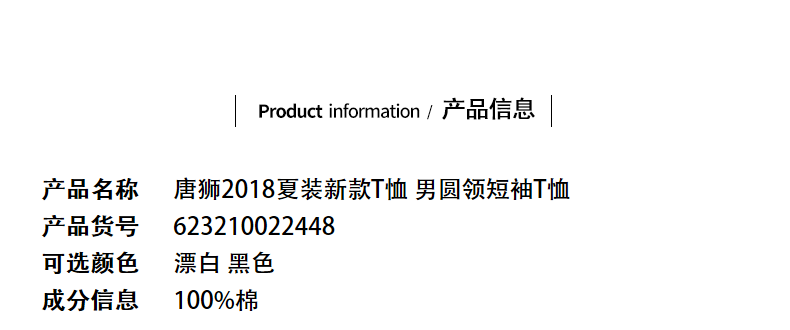 Product information / 产品信息
产品名称 唐狮2018夏装新款T恤 男圆领短袖T恤
产品货号 623210022448
可选颜色 漂白 黑色
成分信息 100%棉